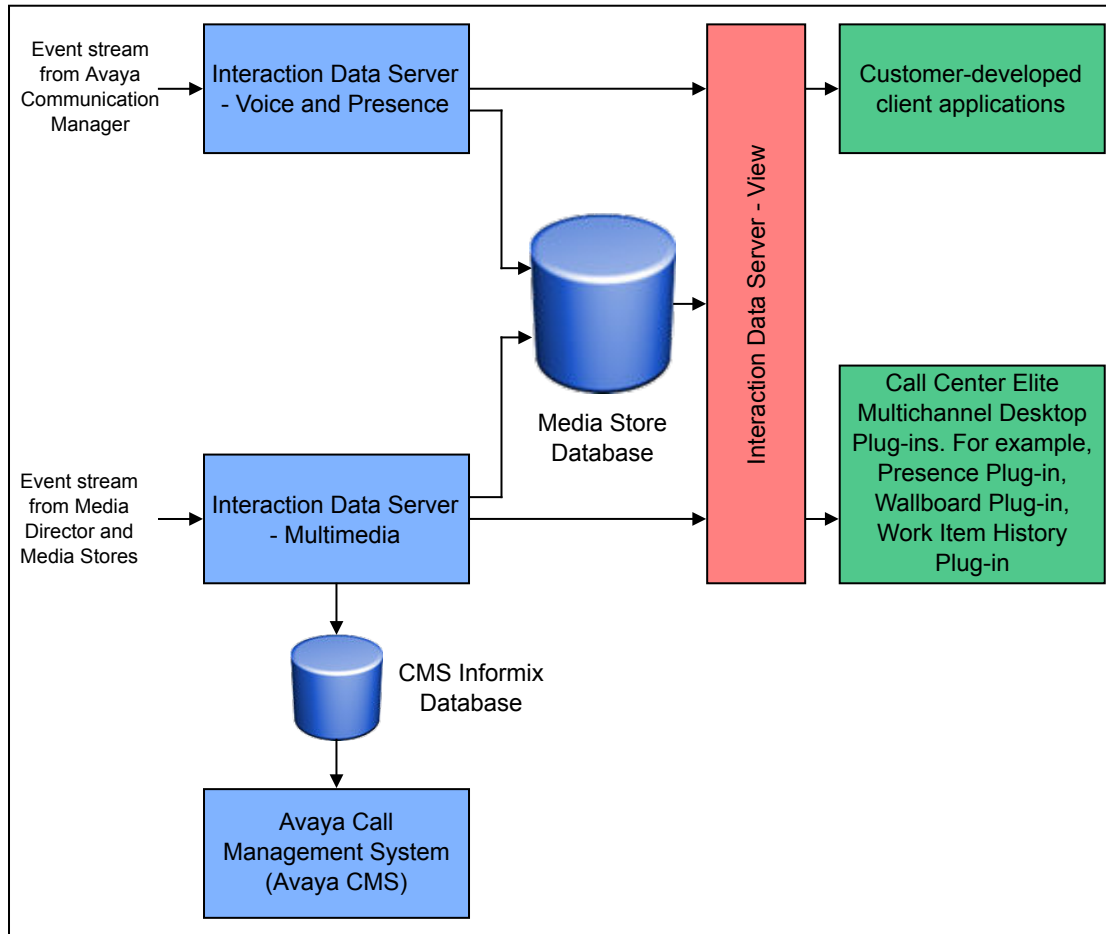 Event stream
from Avaya
Communication
Manager
Interaction Data Server
- Voice and Presence
Customer-developed
client applications
Interaction Data Server - View
Media Store
Database
Call Center Elite
Multichannel Desktop
Plug-ins. For example,
Presence Plug-in,
Wallboard Plug-in,
Work Item History
Plug-in
Event stream
from Media
Director and
Media Stores
Interaction Data Server
- Multimedia
CMS Informix
Database
Avaya Call
Management System
(Avaya CMS)